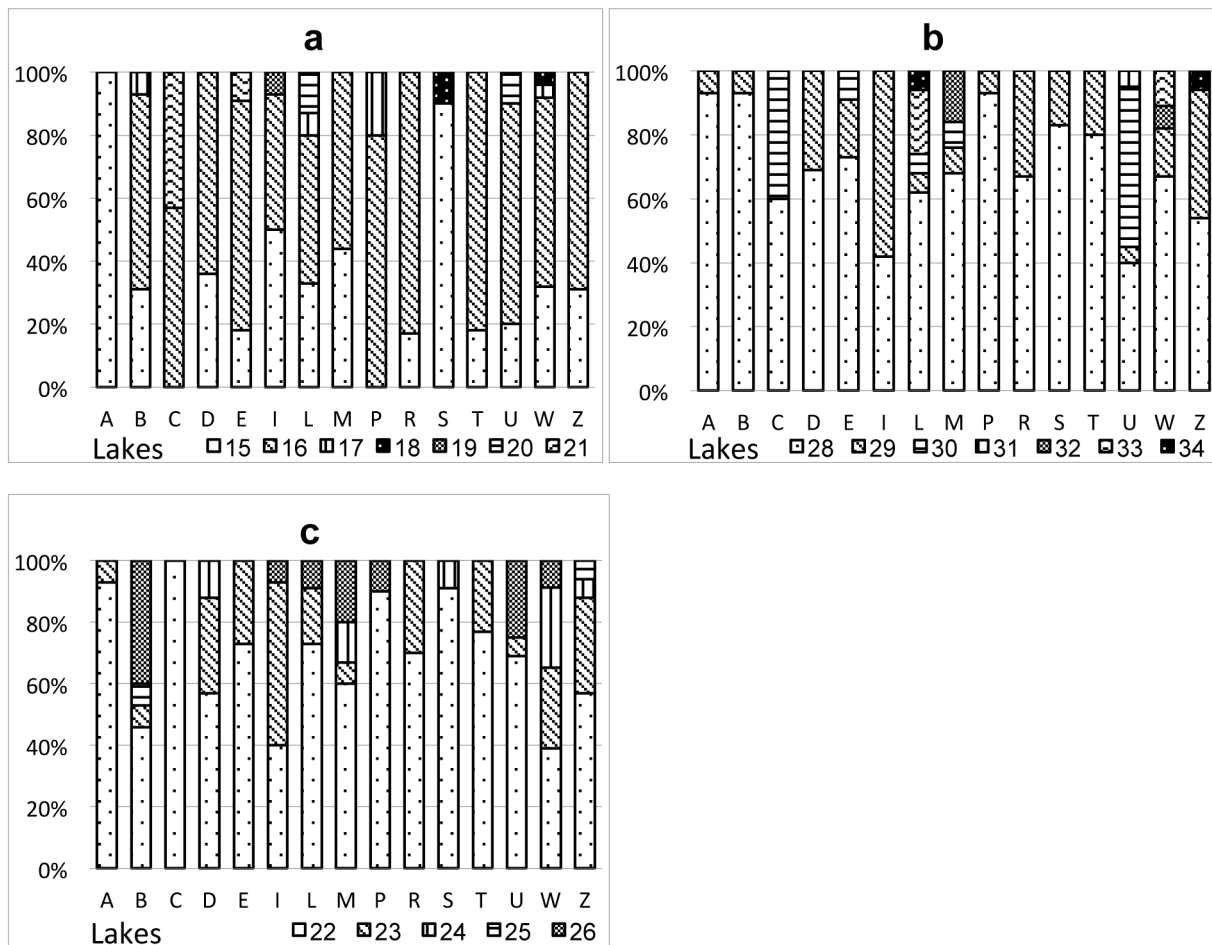 a
100%
80%
60%
40%
20%
0%
A B C D E I L M P R S T U W Z
Lakes 15 16 17 18 19 20 21
b
100%
80%
60%
40%
20%
0%
A B C D E I L M P R S T U W Z
Lakes 28 29 30 31 32 33 34
c
100%
80%
60%
40%
20%
0%
A B C D E I L M P R S T U W Z
Lakes 22 23 24 25 26